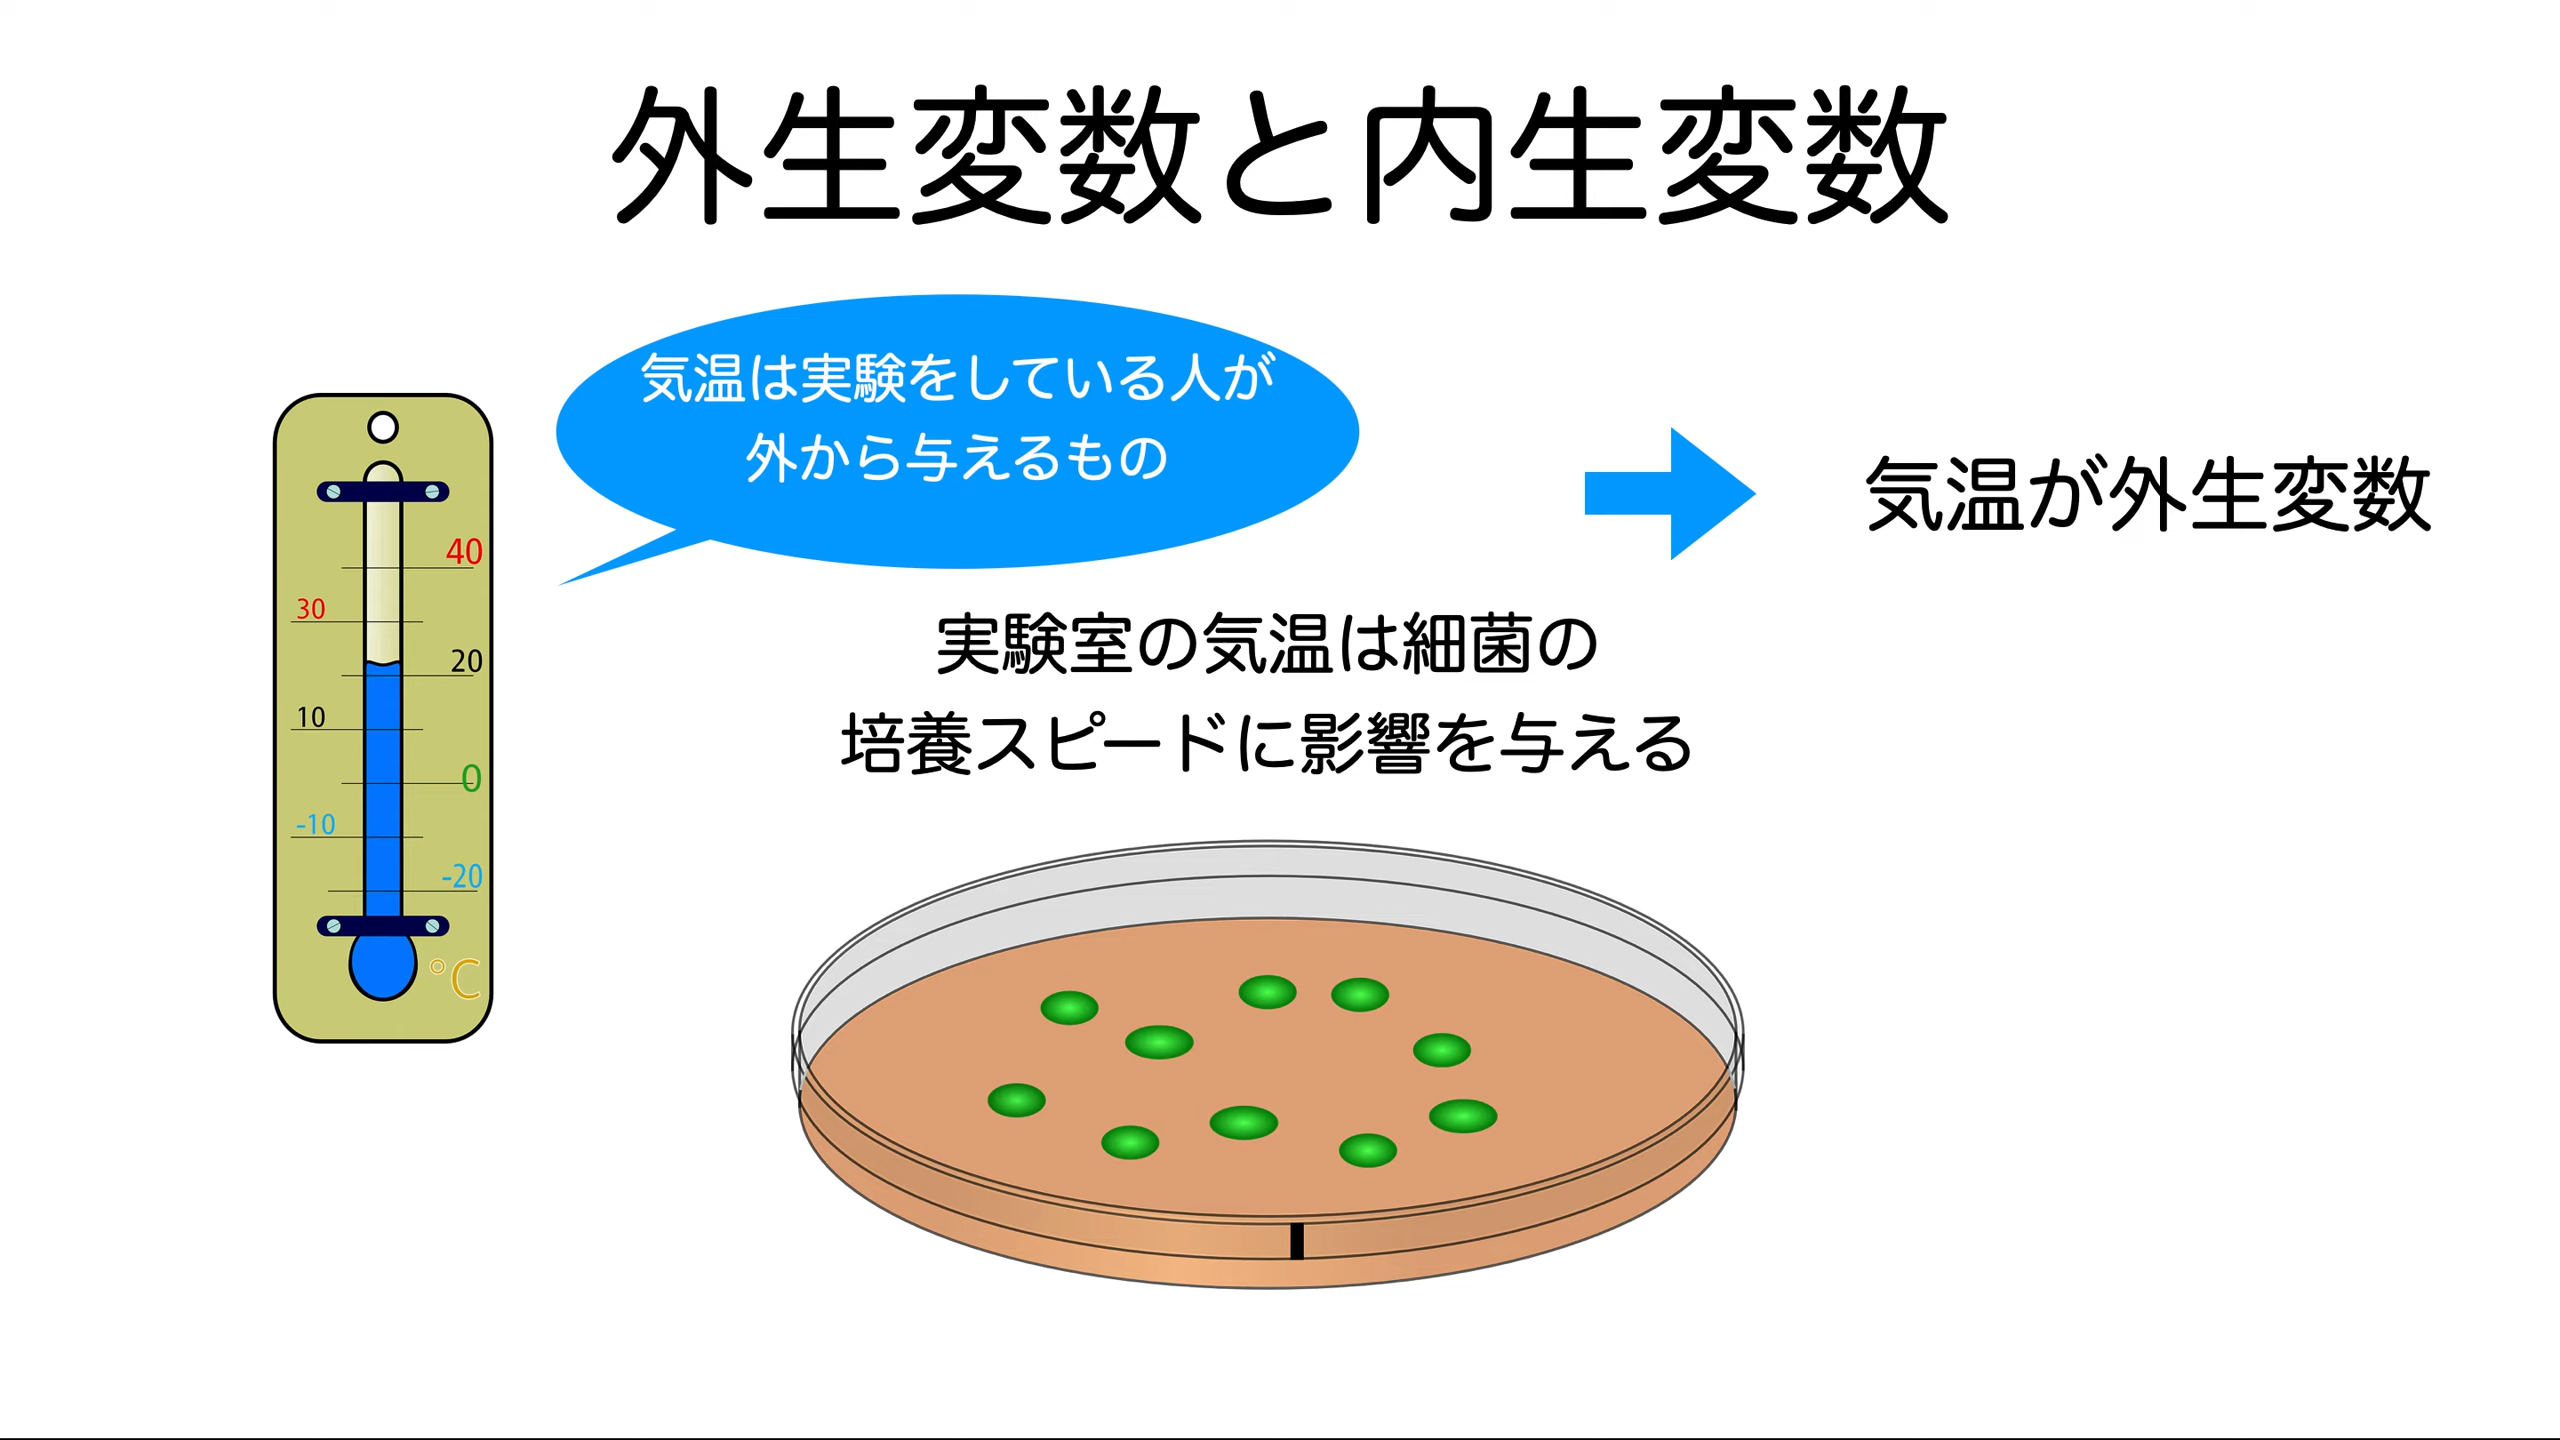 外生変数と内生変数
気温は実験をしている人が
外から与えるもの
気温が外生変数
実験室の気温は細菌の
培養スピードに影響を与える
40
30
20
10
0
-10
-20
°C